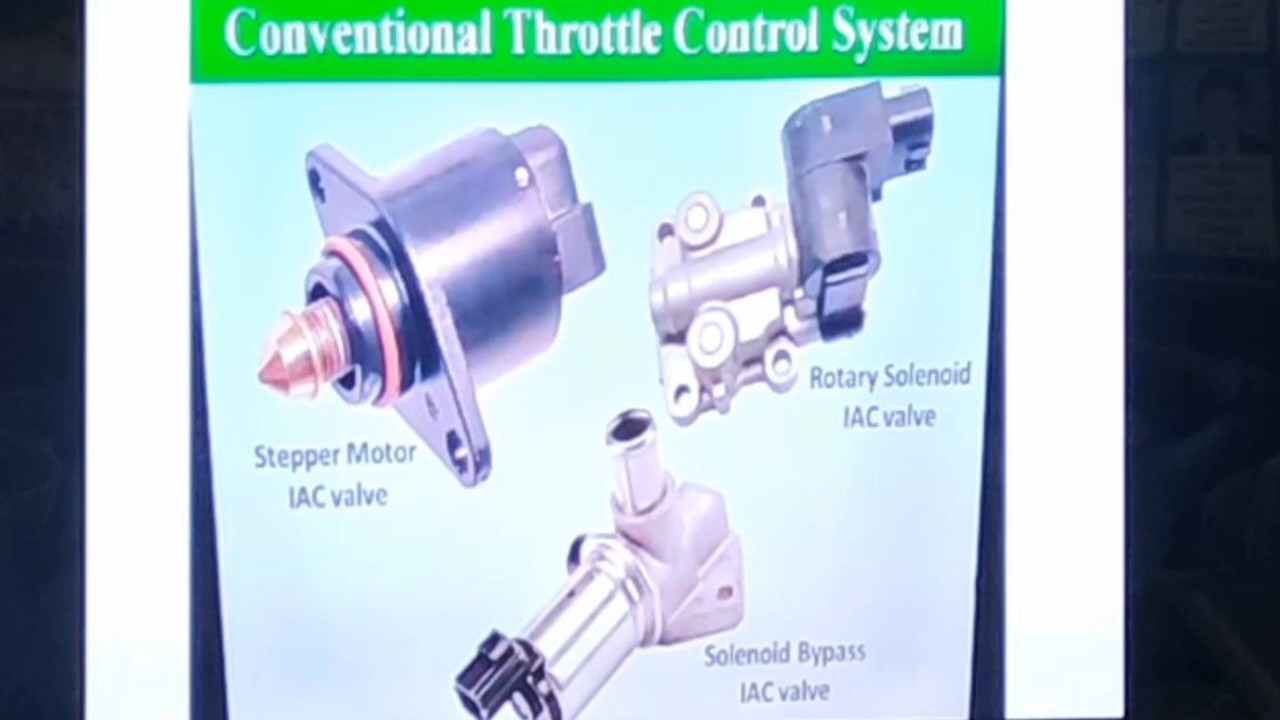 Conventional Throttle Control System
Stepper Motor
IAC valve
Rotary Solenoid
IAC valve
Solenoid Bypass
IAC valve